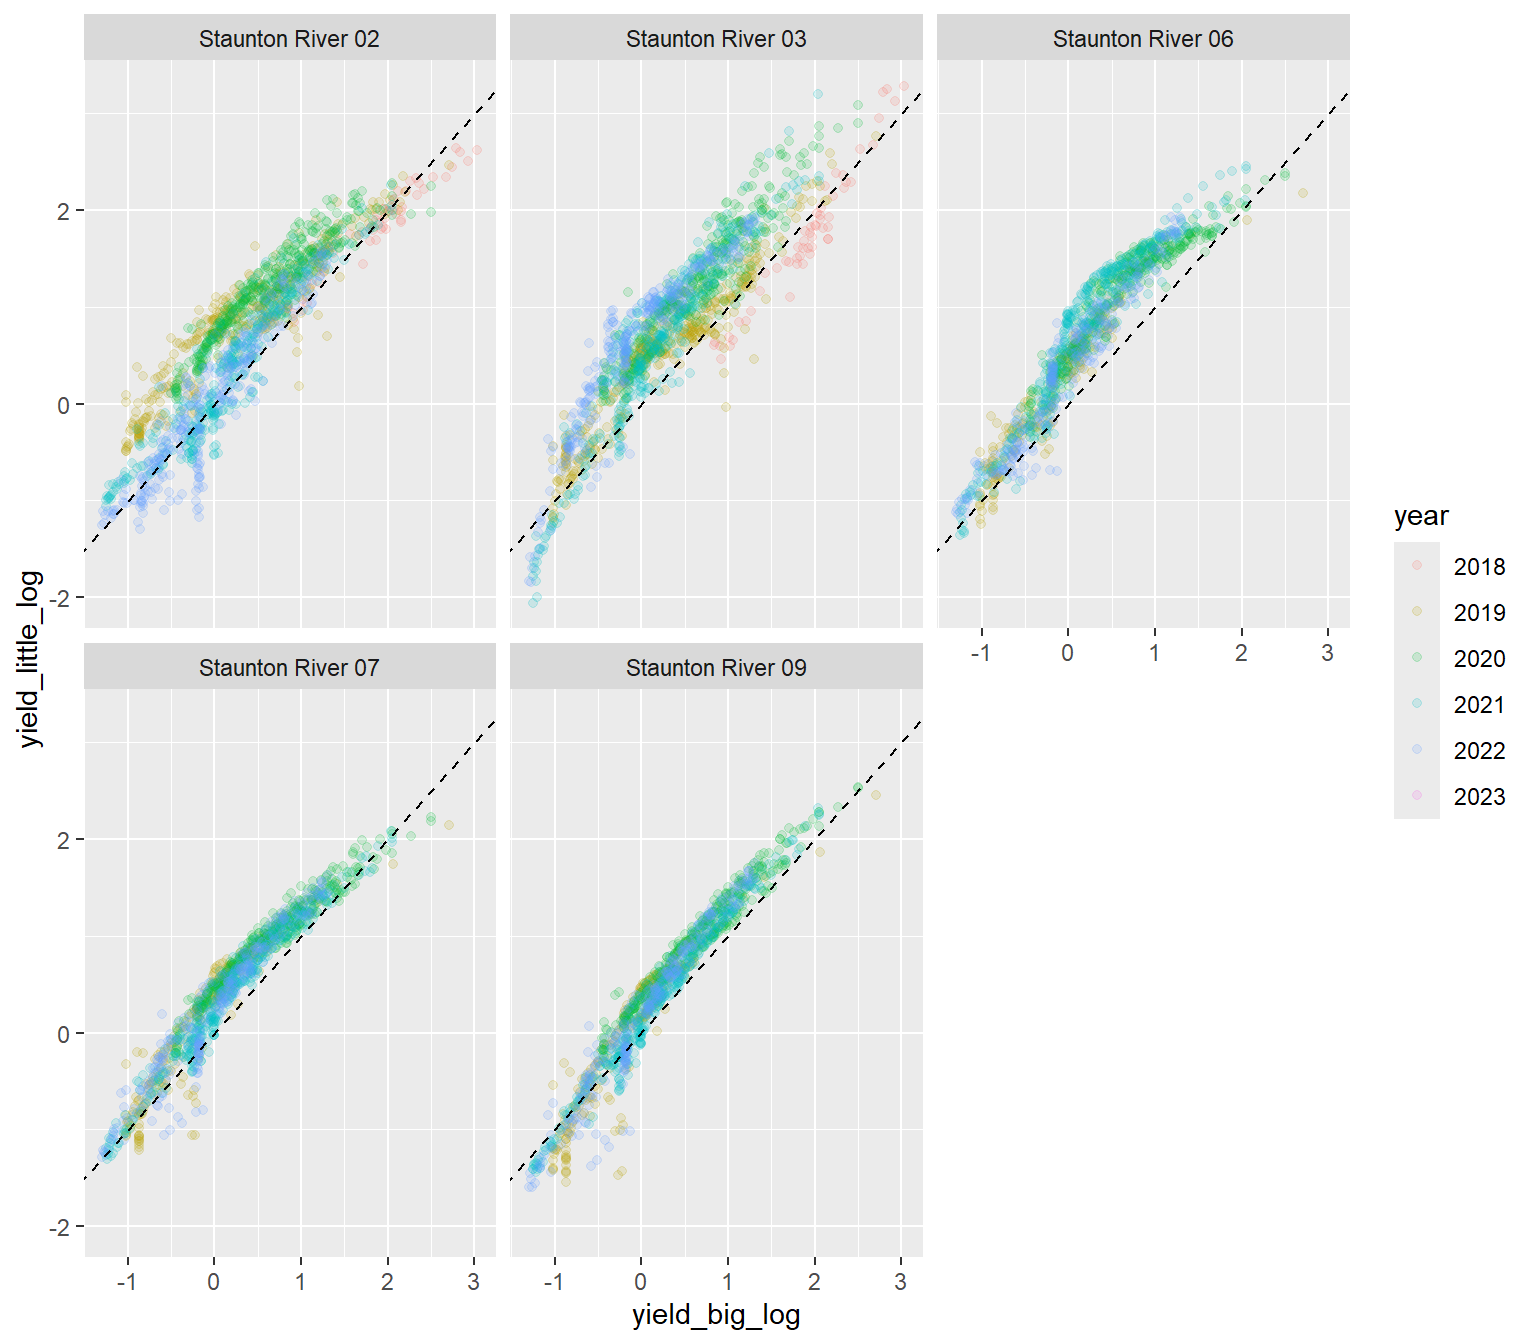 Staunton River 02
Staunton River 03
Staunton River 06
2
0
-2
-1 0 1 2 3
Staunton River 07
Staunton River 09
2
0
-2
-1 0 1 2 3
-1 0 1 2 3
yield_big_log
yield_little_log
year
2018
2019
2020
2021
2022
2023